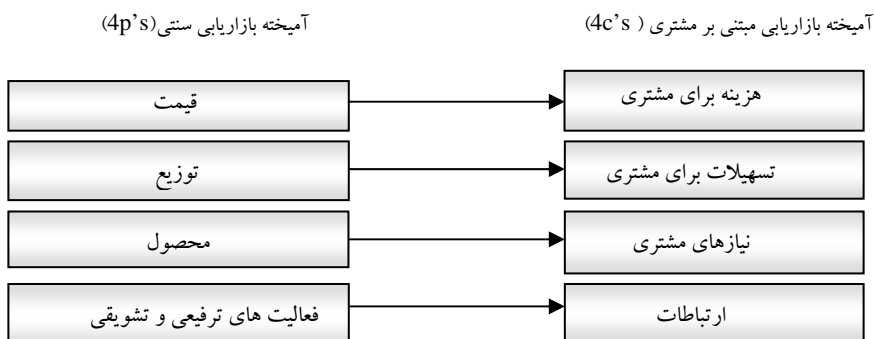 آمیخته بازاریابی مبتنی بر مشتری ( 4c's)
آمیخته بازاریابی سنتی(4p's)
هزینه برای مشتری
قیمت
تسهیلات برای مشتری
توزیع
نیازهای مشتری
محصول
ارتباطات
فعالیت های ترفیعی و تشویقی